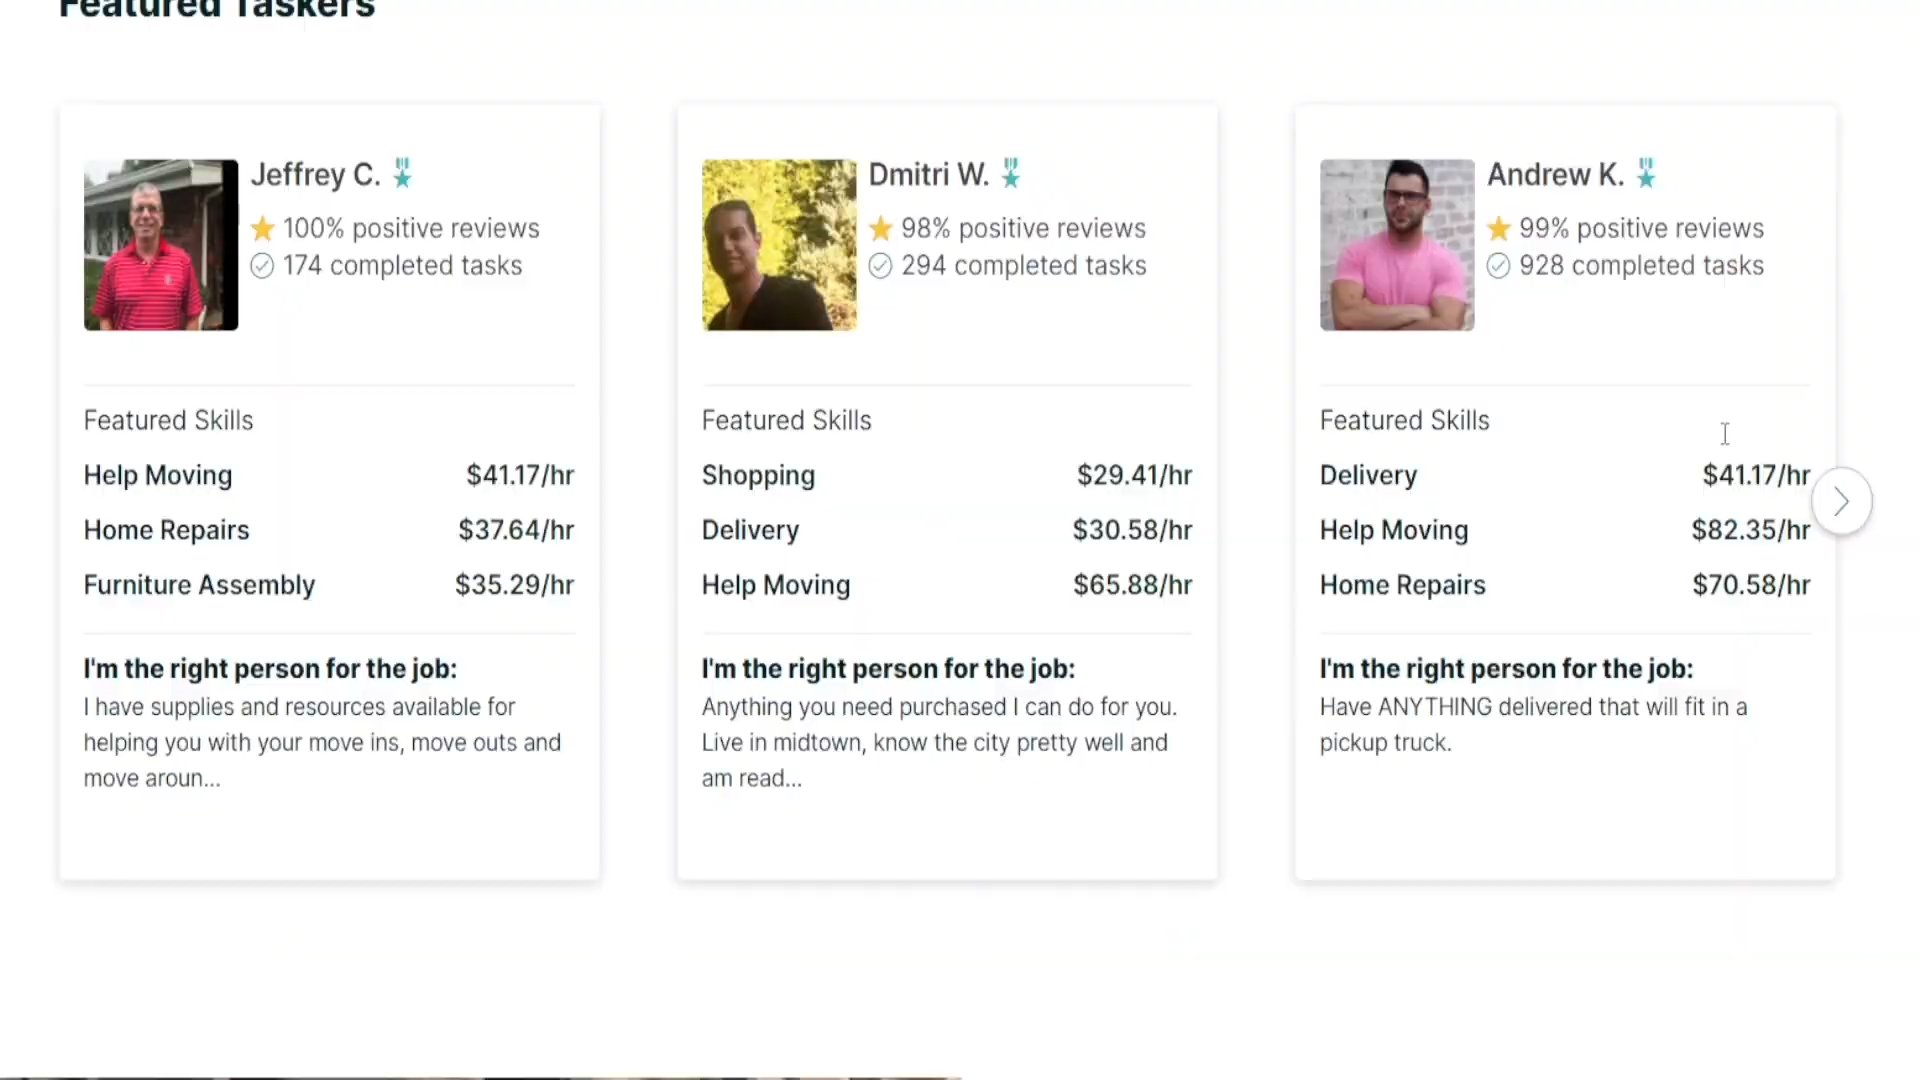 Featured Taskers
Jeffrey C.
100% positive reviews
174 completed tasks
Featured Skills
Help Moving $41.17/hr
Home Repairs $37.64/hr
Furniture Assembly $35.29/hr
I'm the right person for the job:
I have supplies and resources available for
helping you with your move ins, move outs and
move aroun...
Dmitri W.
98% positive reviews
294 completed tasks
Featured Skills
Shopping $29.41/hr
Delivery $30.58/hr
Help Moving $65.88/hr
I'm the right person for the job:
Anything you need purchased I can do for you.
Live in midtown, know the city pretty well and
am read...
Andrew K.
99% positive reviews
928 completed tasks
Featured Skills
Delivery $41.17/hr
Help Moving $82.35/hr
Home Repairs $70.58/hr
I'm the right person for the job:
Have ANYTHING delivered that will fit in a
pickup truck.